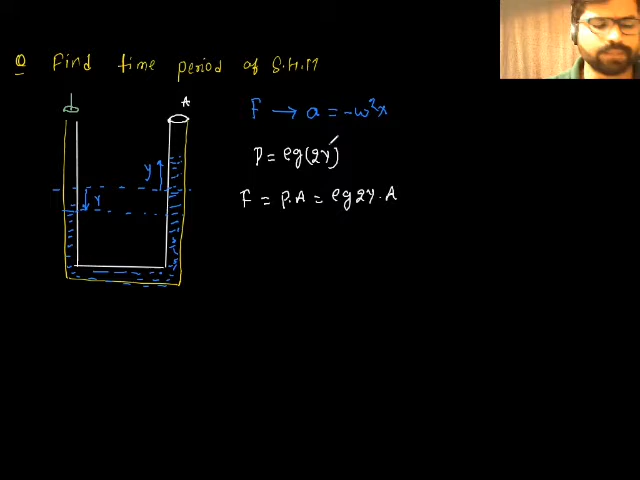 Q Find time period of S.H.M
A
F → a = -ω²x
y
P = ρg(2y)
Y
F = P.A = ρg2y.A